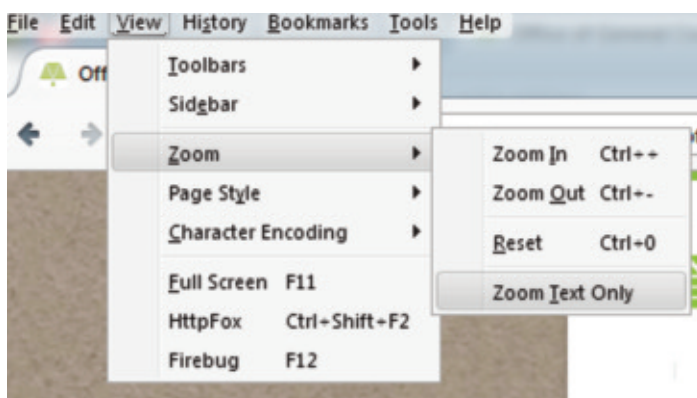 File Edit View History Bookmarks Tools Help
Off
Toolbars
Sidebar
Zoom
Page Style
Character Encoding
Full Screen F11
HttpFox Ctrl+Shift+F2
Firebug F12
Zoom In Ctrl++
Zoom Out Ctrl+-
Reset Ctrl+0
Zoom Text Only